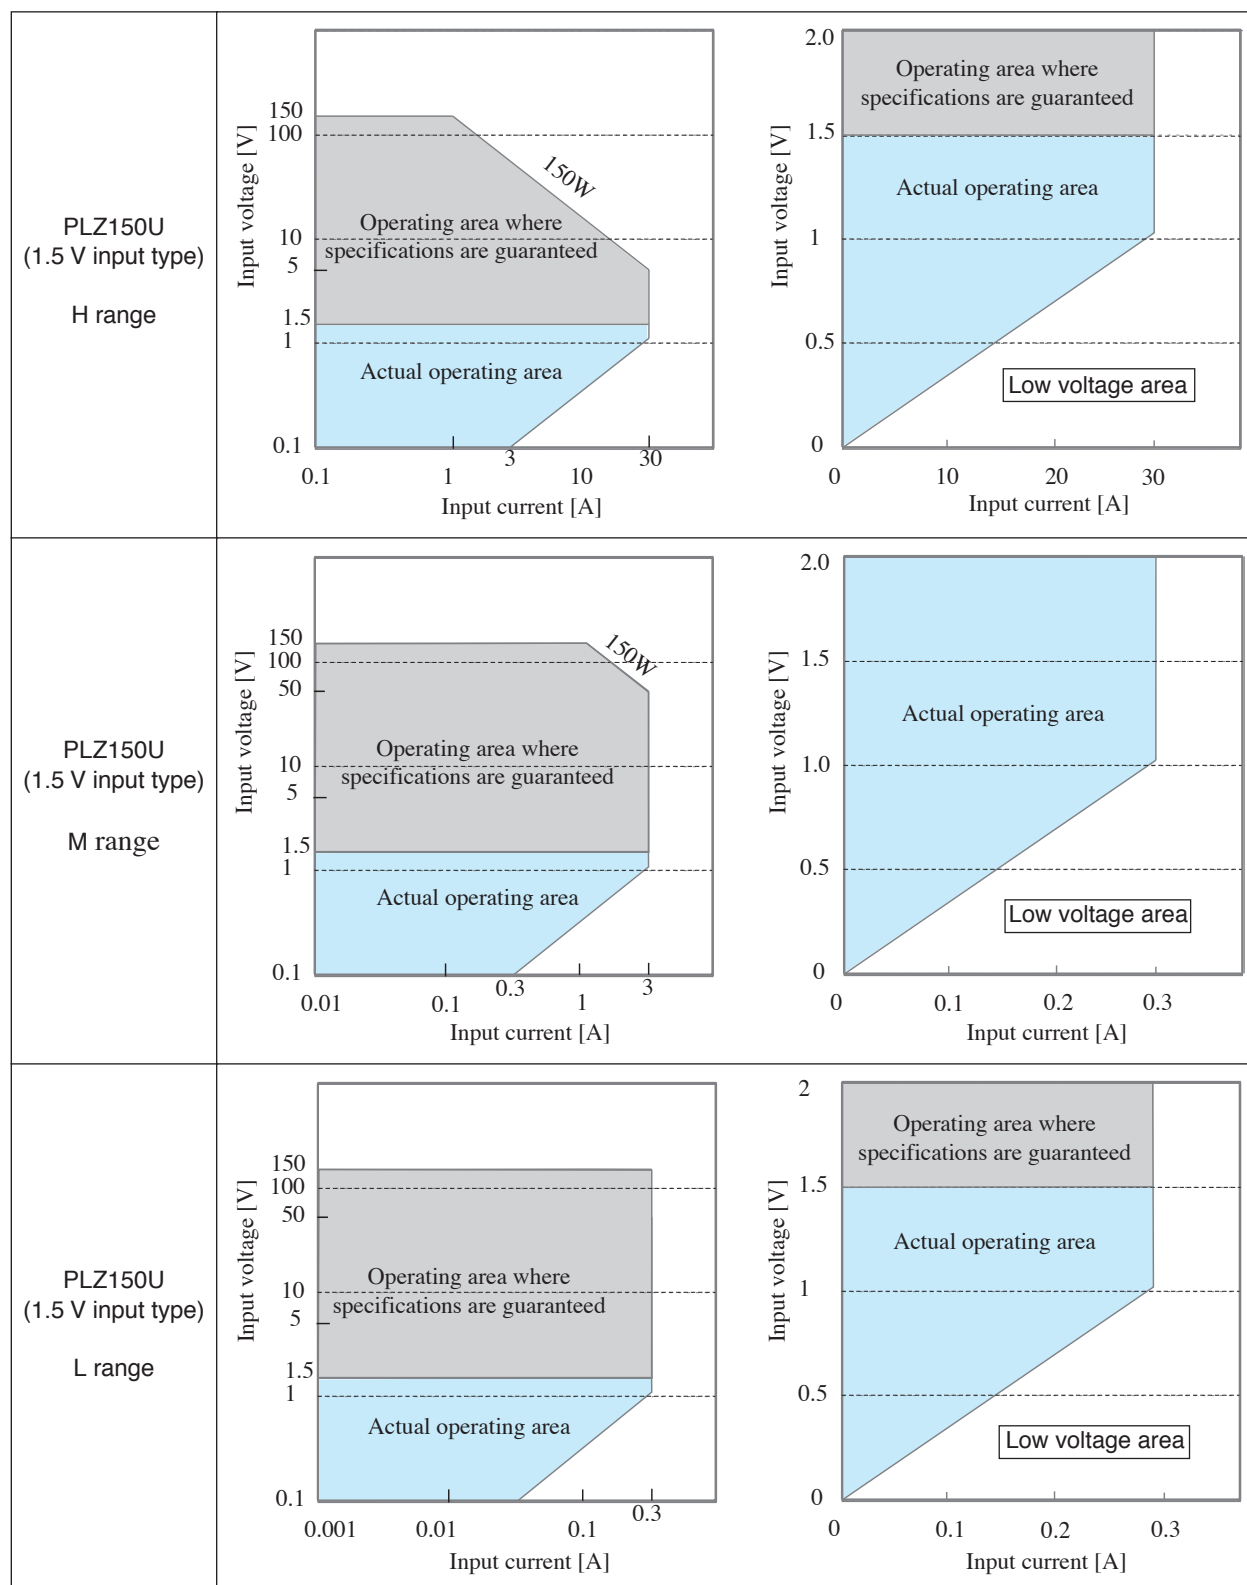 PLZ150U
(1.5 V input type)
H range
Input voltage [V]
150
100
10
5
1.5
1
0.1
150W
Operating area where
specifications are guaranteed
Actual operating area
0.1
1
3
10
30
Input current [A]
Input voltage [V]
2.0
1.5
1
0.5
0
Operating area where
specifications are guaranteed
Actual operating area
Low voltage area
0
10
20
30
Input current [A]
PLZ150U
(1.5 V input type)
M range
Input voltage [V]
150
100
50
10
5
1.5
1
0.1
150W
Operating area where
specifications are guaranteed
Actual operating area
0.01
0.1
0.3
1
3
Input current [A]
Input voltage [V]
2.0
1.5
1.0
0.5
0
Actual operating area
Low voltage area
0
0.1
0.2
0.3
Input current [A]
PLZ150U
(1.5 V input type)
L range
Input voltage [V]
150
100
50
10
5
1.5
1
0.1
Operating area where
specifications are guaranteed
Actual operating area
0.001
0.01
0.1
0.3
Input current [A]
Input voltage [V]
2
1.5
1
0.5
0
Operating area where
specifications are guaranteed
Actual operating area
Low voltage area
0
0.1
0.2
0.3
Input current [A]